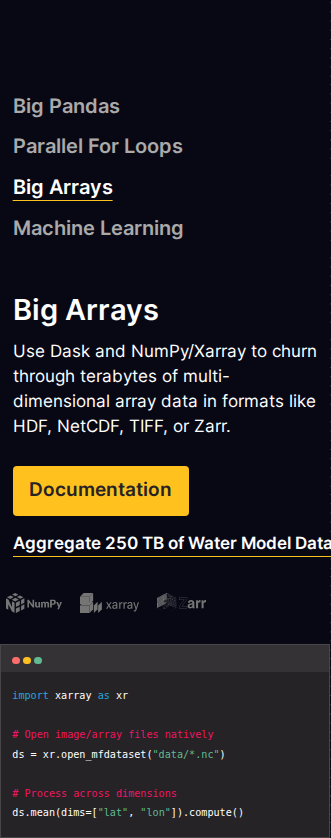 Big Pandas
Parallel For Loops
Big Arrays
Machine Learning
Big Arrays
Use Dask and NumPy/Xarray to churn
through terabytes of multi-
dimensional array data in formats like
HDF, NetCDF, TIFF, or Zarr.
Documentation
Aggregate 250 TB of Water Model Data
NumPy
xarray
Zarr
import xarray as xr
# Open image/array files natively
ds = xr.open_mfdataset("data/*.nc")
# Process across dimensions
ds.mean(dims=["lat", "lon"]).compute()